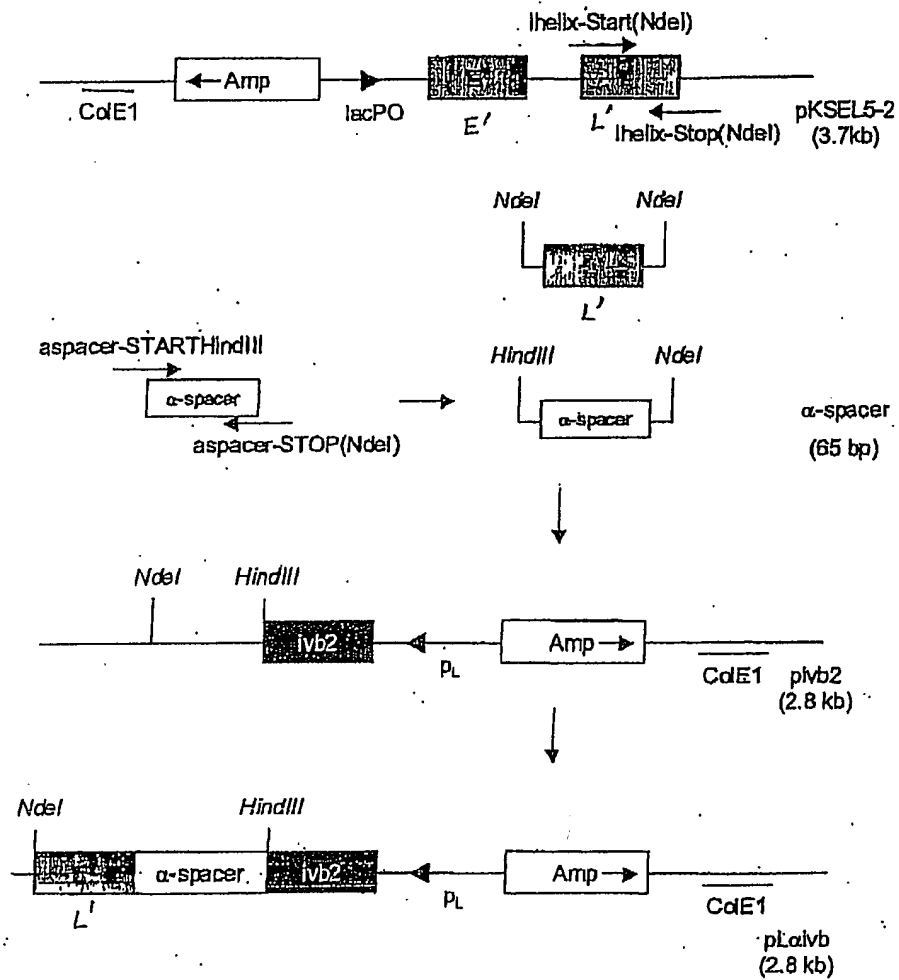 lhelix-Start(NdeI)
Amp
ColE1
lacPO
E'
L'
lhelix-Stop(NdeI)
pKSEL5-2
(3.7kb)
NdeI NdeI
L'
aspacer-STARTHindIII
α-spacer
aspacer-STOP(NdeI)
HindIII NdeI
α-spacer
α-spacer
(65 bp)
NdeI HindIII
ivb2
pL
Amp
ColE1
pivb2
(2.8 kb)
NdeI HindIII
α-spacer
ivb2
L'
pL
Amp
ColE1
pLαivb
(2.8 kb)